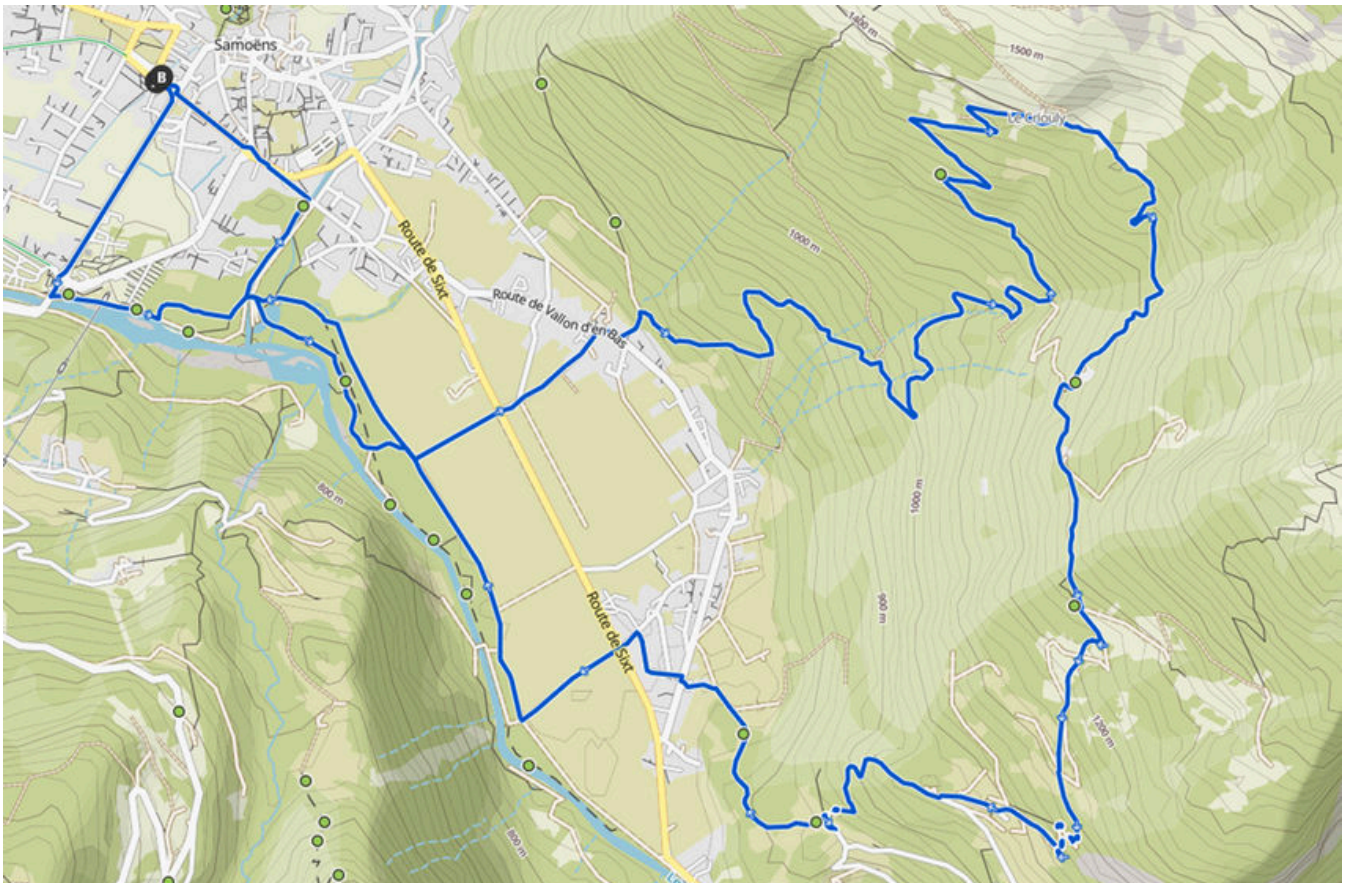 1400 m
Samoëns
1500 m
B
Le Criouly
1000 m
Route de Sixt
Route de Vallon d'en Bas
800 m
1000 m
900 m
Route de Sixt
1200 m
800 m